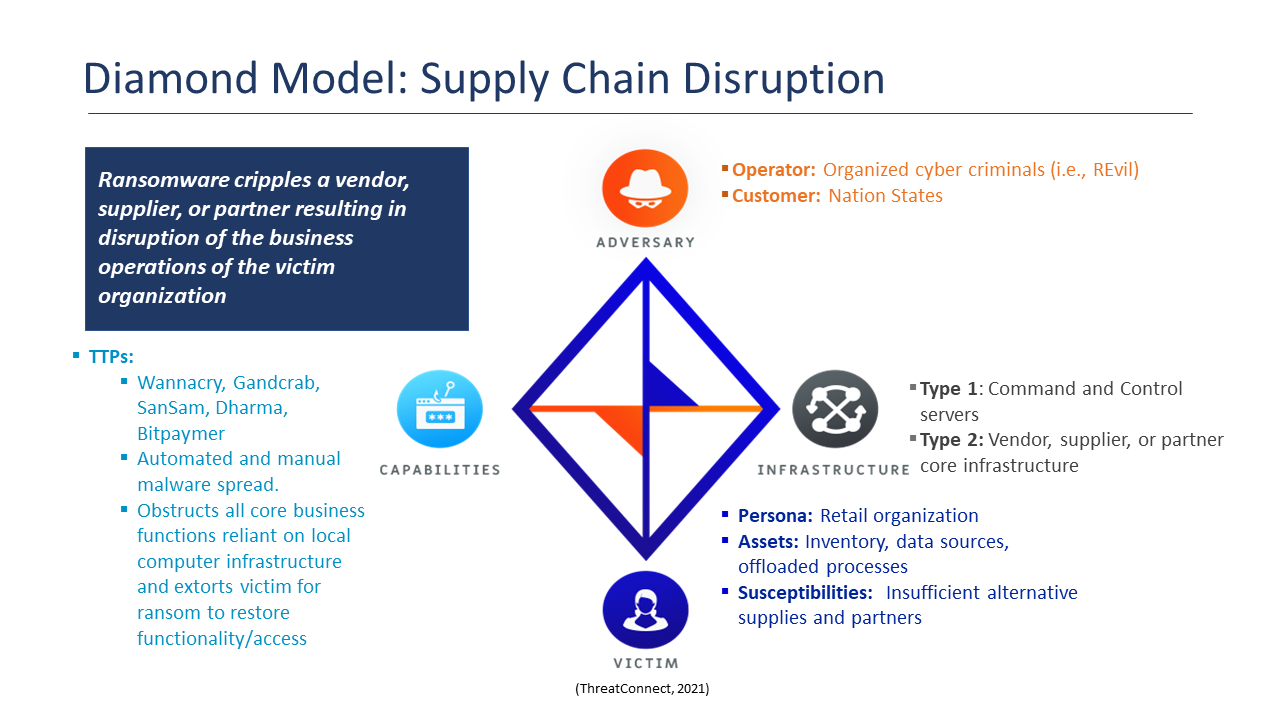 Diamond Model: Supply Chain Disruption
Ransomware cripples a vendor,
supplier, or partner resulting in
disruption of the business
operations of the victim
organization
▪ TTPs:
▪ Wannacry, Gandcrab,
SanSam, Dharma,
Bitpaymer
▪ Automated and manual
malware spread.
▪ Obstructs all core business
functions reliant on local
computer infrastructure
and extorts victim for
ransom to restore
functionality/access
ADVERSARY
▪ Operator: Organized cyber criminals (i.e., REvil)
▪ Customer: Nation States
CAPABILITIES
***
INFRASTRUCTURE
▪ Type 1: Command and Control
servers
▪ Type 2: Vendor, supplier, or partner
core infrastructure
▪ Persona: Retail organization
▪ Assets: Inventory, data sources,
offloaded processes
▪ Susceptibilities: Insufficient alternative
supplies and partners
VICTIM
(ThreatConnect, 2021)